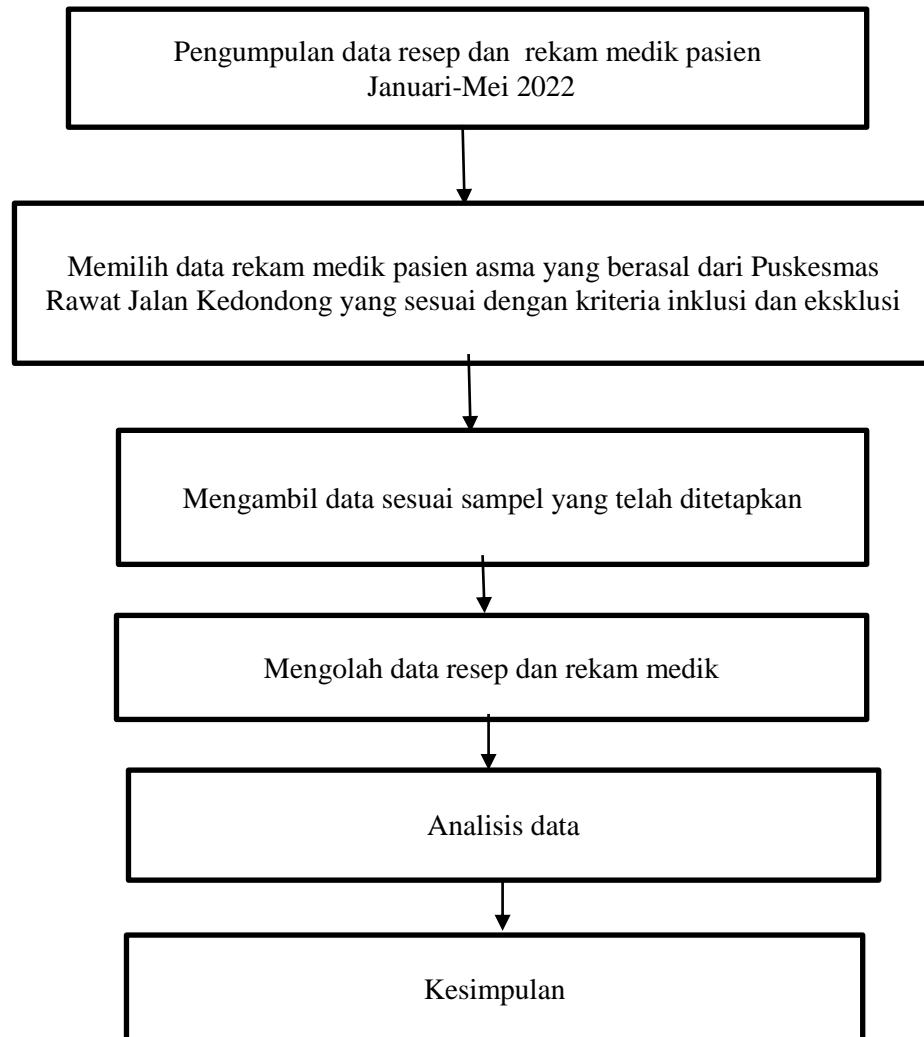 Pengumpulan data resep dan rekam medik pasien
Januari-Mei 2022
Memilih data rekam medik pasien asma yang berasal dari Puskesmas
Rawat Jalan Kedondong yang sesuai dengan kriteria inklusi dan eksklusi
Mengambil data sesuai sampel yang telah ditetapkan
Mengolah data resep dan rekam medik
Analisis data
Kesimpulan